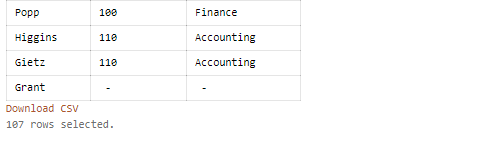 Popp 100 Finance
Higgins 110 Accounting
Gietz 110 Accounting
Grant - -
Download CSV
107 rows selected.